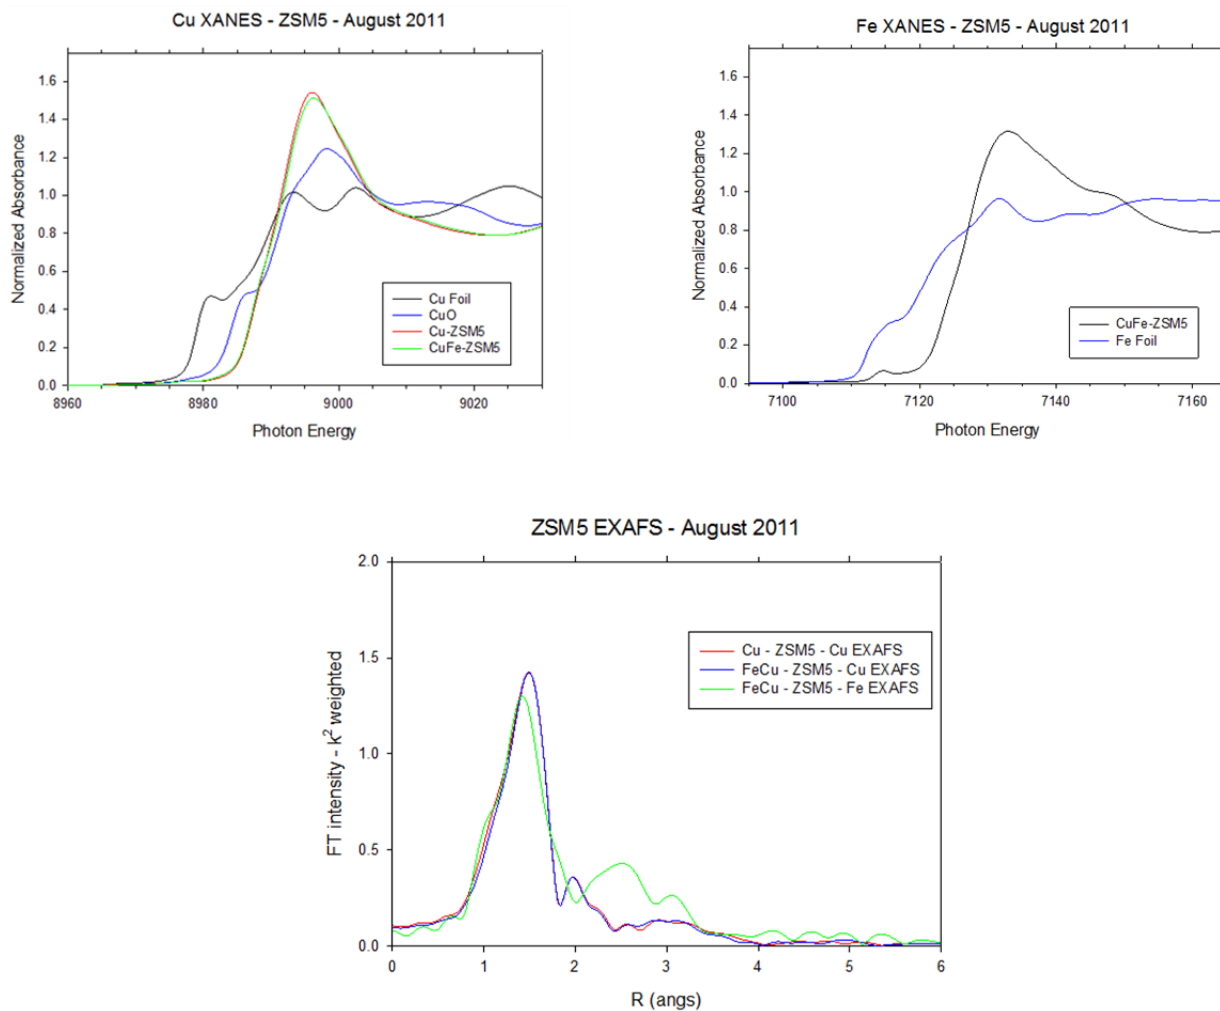 Cu XANES - ZSM5 - August 2011
Normalized Absorbance
1.6
1.4
1.2
1.0
0.8
0.6
0.4
0.2
0.0
Cu Foil
CuO
Cu-ZSM5
CuFe-ZSM5
8960 8980 9000 9020
Photon Energy
Fe XANES - ZSM5 - August 2011
Normalized Absorbance
1.6
1.4
1.2
1.0
0.8
0.6
0.4
0.2
0.0
CuFe-ZSM5
Fe Foil
7100 7120 7140 7160
Photon Energy
ZSM5 EXAFS - August 2011
FT intensity - k² weighted
2.0
1.5
1.0
0.5
0.0
Cu - ZSM5 - Cu EXAFS
FeCu - ZSM5 - Cu EXAFS
FeCu - ZSM5 - Fe EXAFS
0 1 2 3 4 5 6
R (angs)